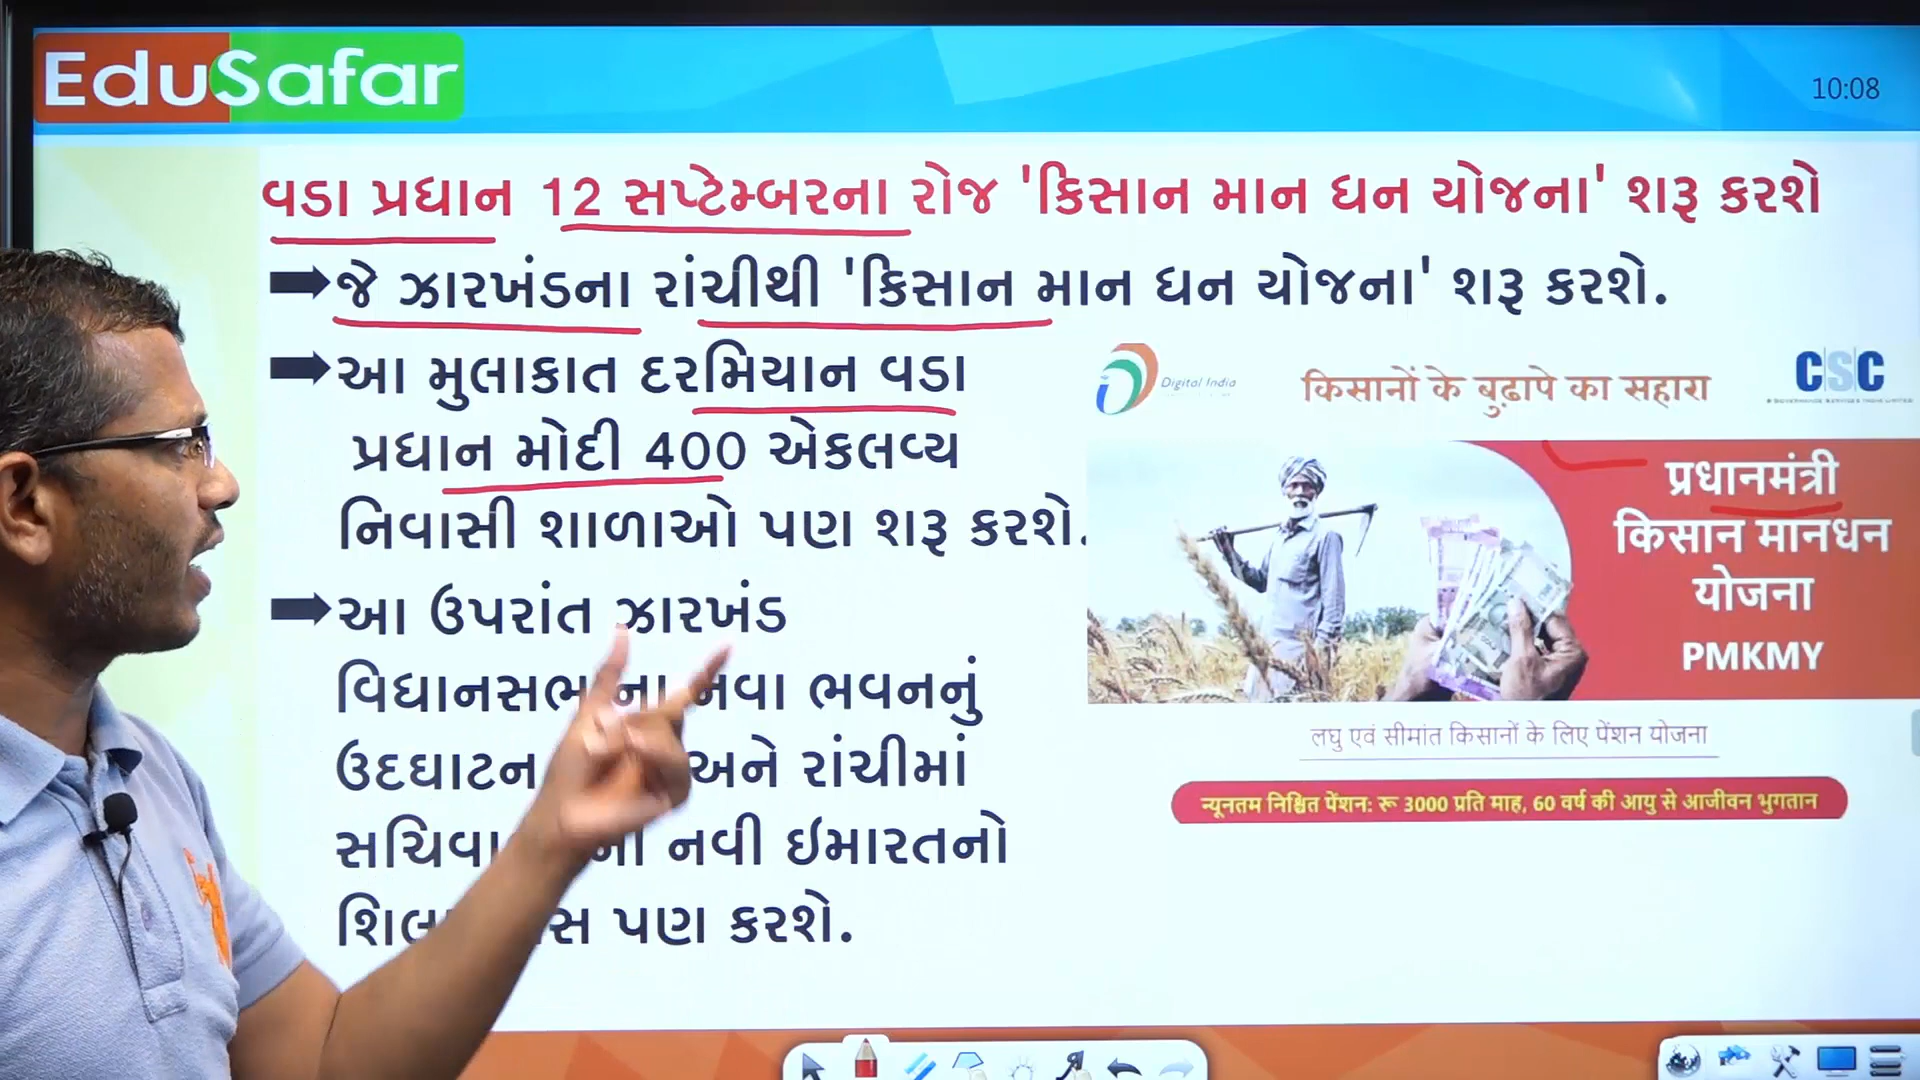 EduSafar
10:08
વડા પ્રધાન 12 સપ્ટેમ્બરના રોજ 'કિસાન માન ધન યોજના' શરૂ કરશે
➡જે ઝારખંડના રાંચીથી 'કિસાન માન ધન યોજના' શરૂ કરશે.
➡આ મુલાકાત દરમિયાન વડા
પ્રધાન મોદી 400 એકલવ્ય
નિવાસી શાળાઓ પણ શરૂ કરશે.
➡આ ઉપરાંત ઝારખંડ
નવા ભવનનું
ઉદઘાટન અને રાંચીમાં
નવી ઈમારતનો
પણ કરશે.
Digital India
किसानों के बुढ़ापे का सहारा
CSC
प्रधानमंत्री
किसान मानधन
योजना
PMKMY
लघु एवं सीमांत किसानों के लिए पेंशन योजना
न्यूनतम निश्चित पेंशन: रू 3000 प्रति माह, 60 वर्ष की आयु से आजीवन भुगतान